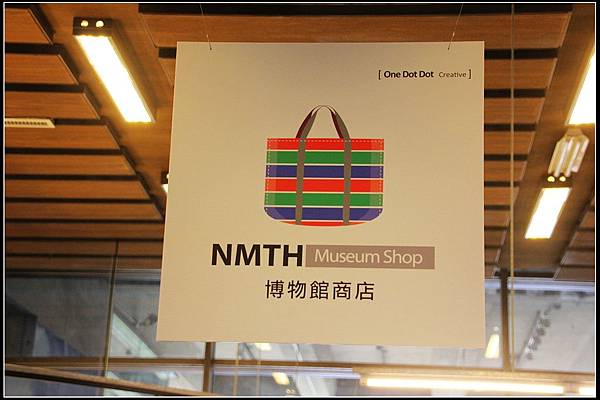 [ One Dot Dot Creative ]
NMTH Museum Shop
博物館商店